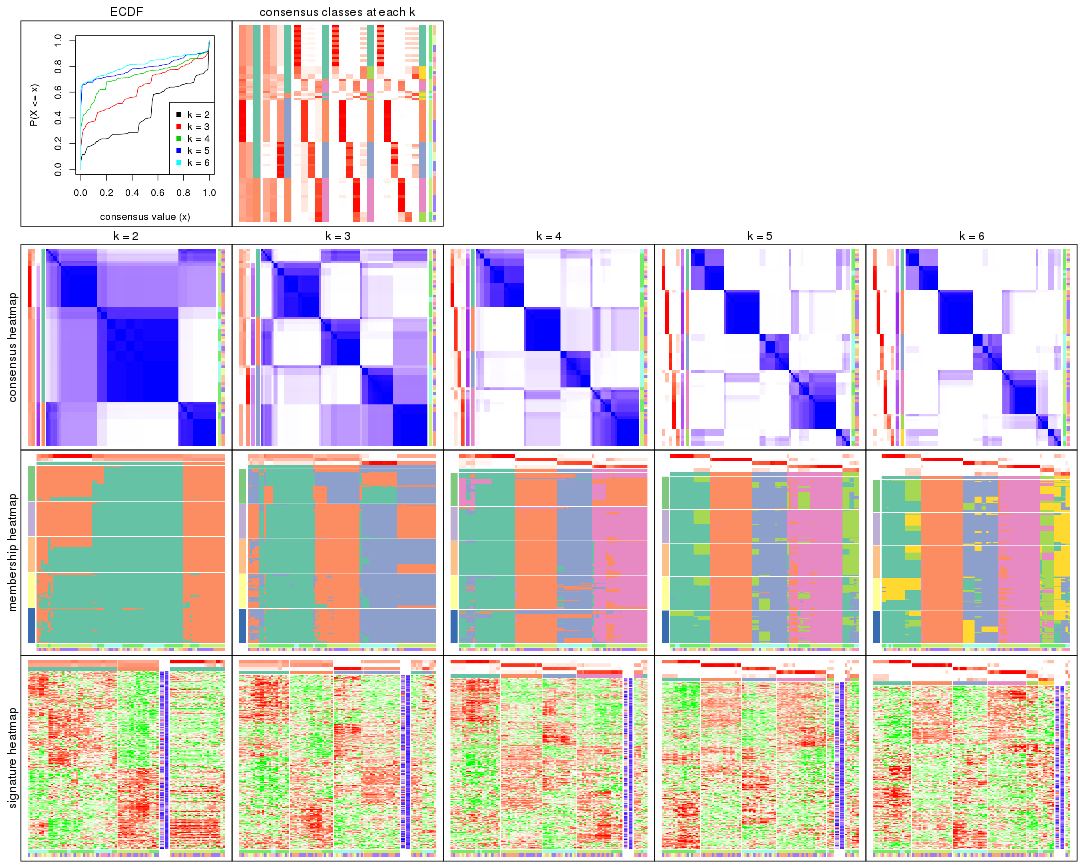 ECDF
consensus classes at each k
P(X <= x)
0.0 0.2 0.4 0.6 0.8 1.0
k = 2
k = 3
k = 4
k = 5
k = 6
0.0 0.2 0.4 0.6 0.8 1.0
consensus value (x)
k = 2
k = 3
k = 4
k = 5
k = 6
consensus heatmap
membership heatmap
signature heatmap